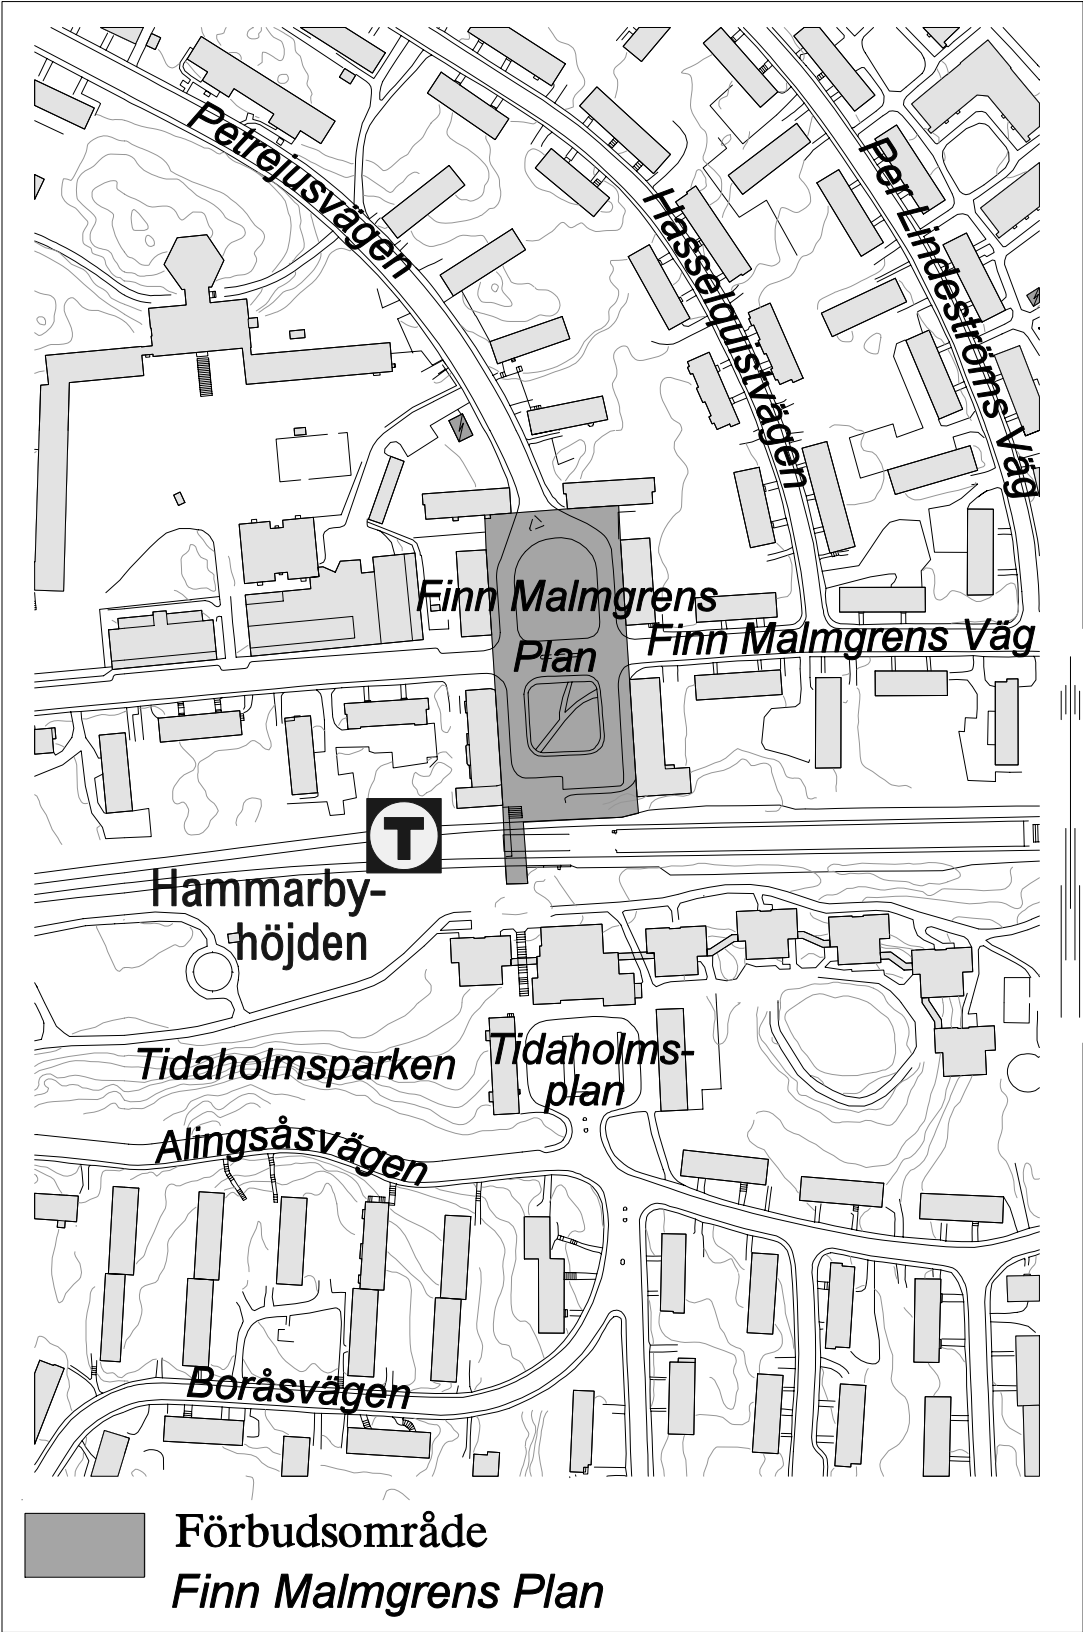 Petrejusvägen
Hasselquistvägen
Per Lindeströms Väg
Finn Malmgrens
Plan
Finn Malmgrens Väg
T
Hammarby-
höjden
Tidaholmsparken
Tidaholms-
plan
Alingsåsvägen
Boråsvägen
Förbudsområde
Finn Malmgrens Plan